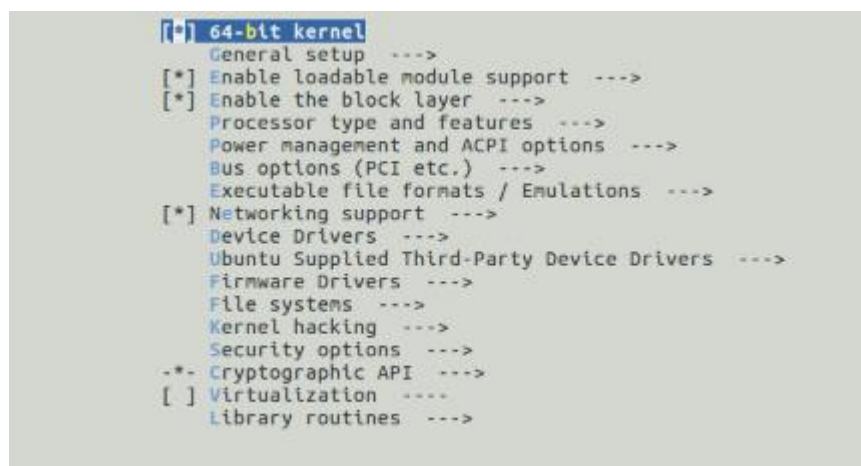 [*] 64-bit kernel
General setup --->
[*] Enable loadable module support --->
[*] Enable the block layer --->
Processor type and features --->
Power management and ACPI options --->
Bus options (PCI etc.) --->
Executable file formats / Emulations --->
[*] Networking support --->
Device Drivers --->
Ubuntu Supplied Third-Party Device Drivers --->
Firmware Drivers --->
File systems --->
Kernel hacking --->
Security options --->
-*- Cryptographic API --->
[ ] Virtualization ----
Library routines --->